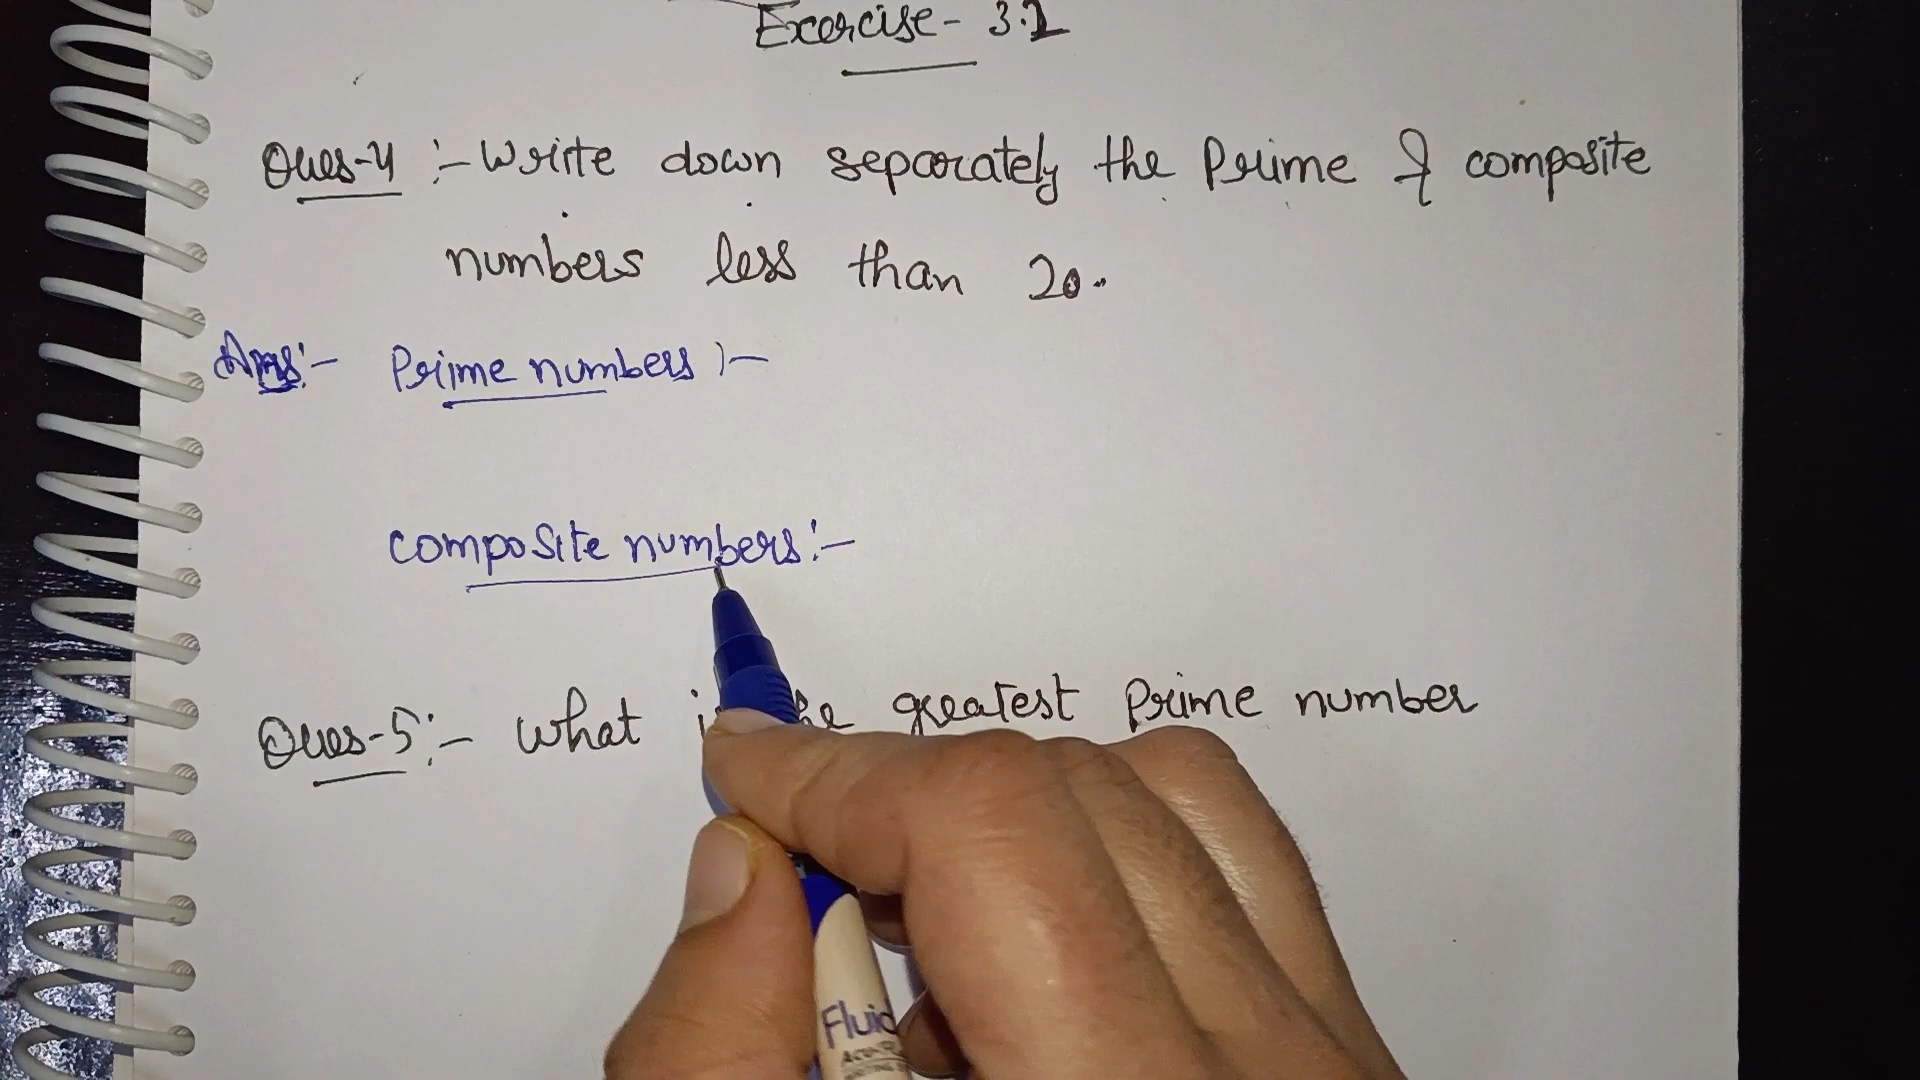 Exercise- 3.2
Ques-4 :- Write down separately the Prime & composite
numbers less than 20.
Ans:- Prime numbers :-
composite numbers :-
Ques-5 :- What the greatest Prime number
Fluid